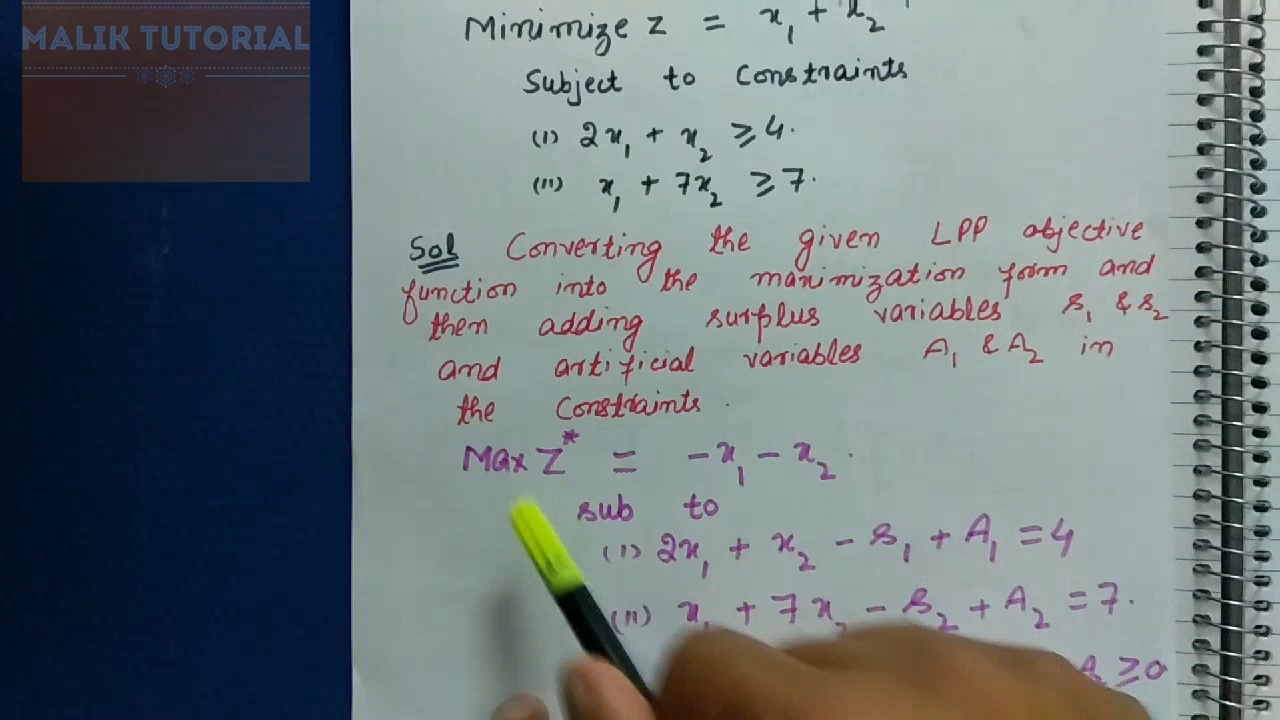 MALIK TUTORIAL
Minimize z = x₁ + x₂
Subject to Constraints
(I) 2x₁ + x₂ ≥ 4.
(II) x₁ + 7x₂ ≥ 7.
Sol Converting the given LPP objective
function into the maximization form and
then adding surplus variables s₁ & s₂
and artificial variables A₁ & A₂ in
the Constraints.
Max Z* = -x₁ - x₂.
sub to
(I) 2x₁ + x₂ - s₁ + A₁ = 4
(II) x₁ + 7x₂ - s₂ + A₂ = 7.
≥ 0